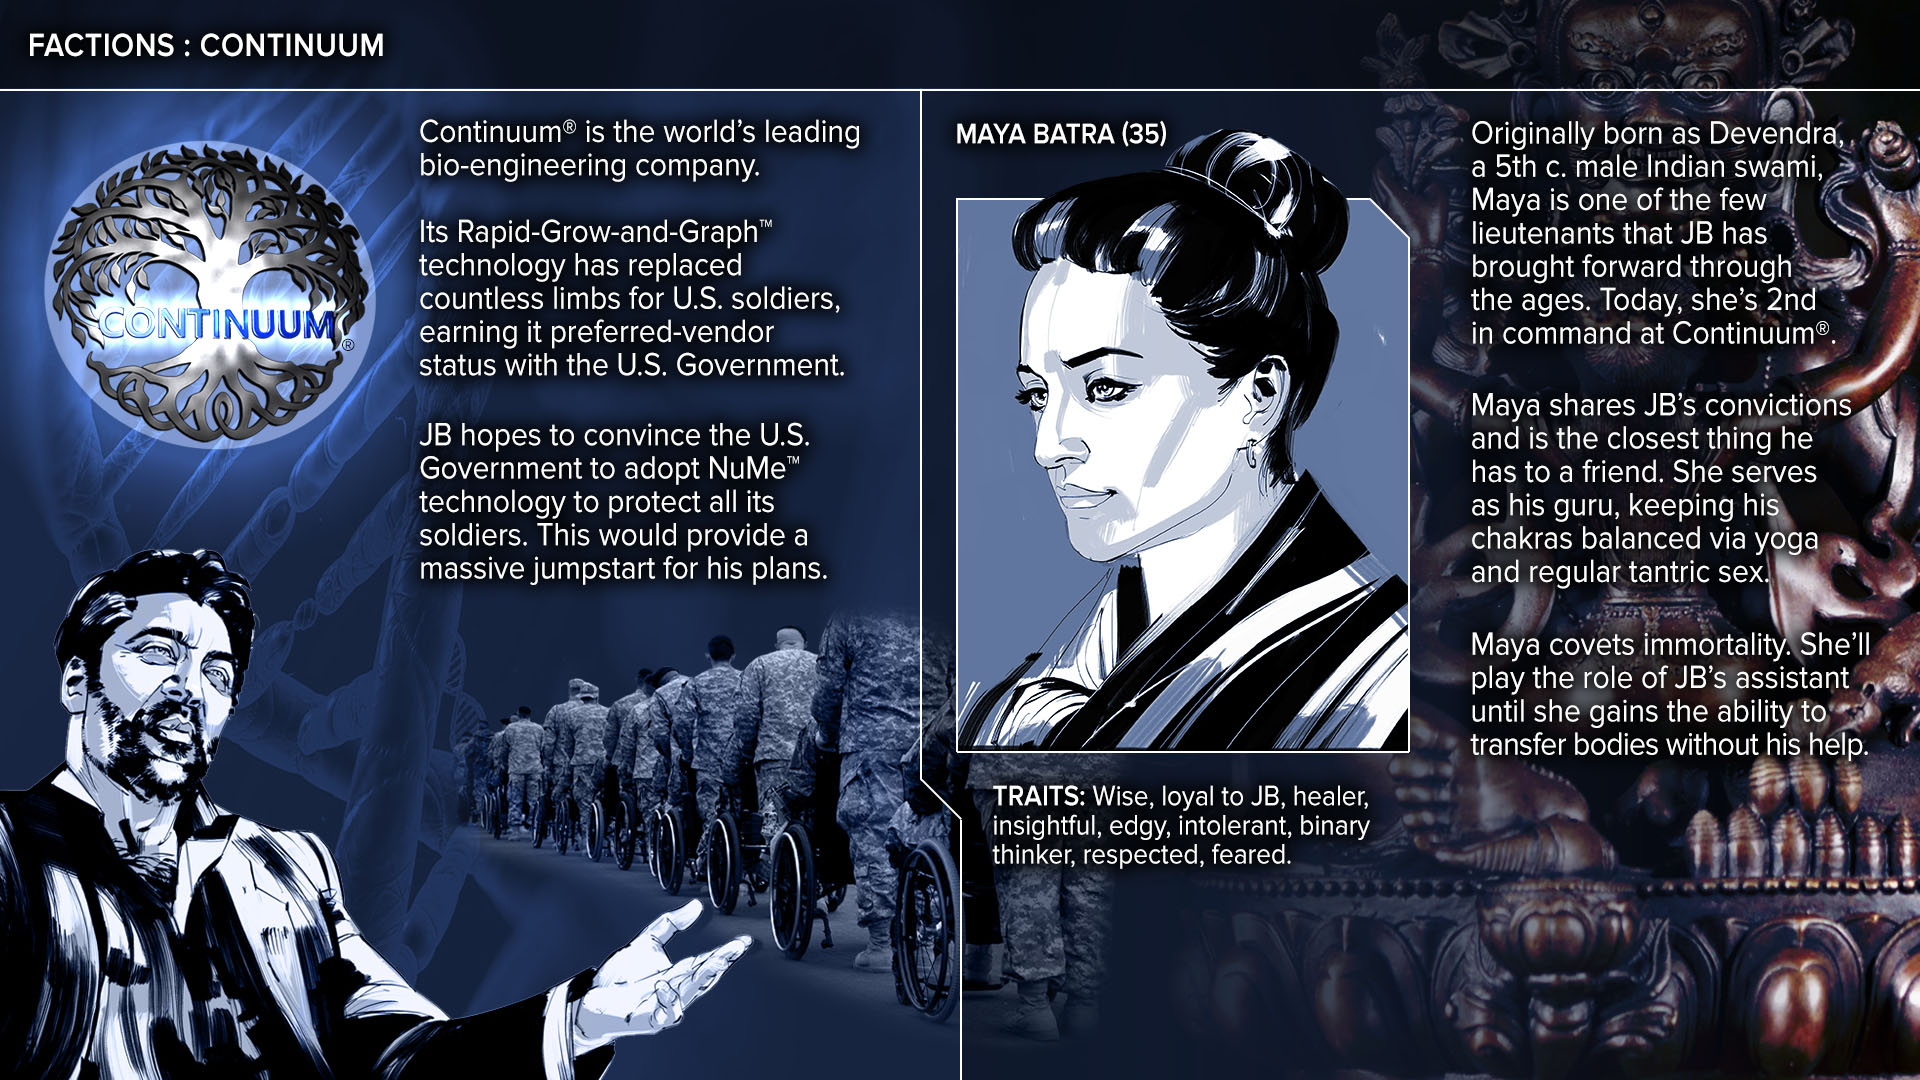 FACTIONS : CONTINUUM
CONTINUUM®
Continuum® is the world's leading
bio-engineering company.
Its Rapid-Grow-and-Graph™
technology has replaced
countless limbs for U.S. soldiers,
earning it preferred-vendor
status with the U.S. Government.
JB hopes to convince the U.S.
Government to adopt NuMe™
technology to protect all its
soldiers. This would provide a
massive jumpstart for his plans.
MAYA BATRA (35)
TRAITS: Wise, loyal to JB, healer,
insightful, edgy, intolerant, binary
thinker, respected, feared.
Originally born as Devendra,
a 5th c. male Indian swami,
Maya is one of the few
lieutenants that JB has
brought forward through
the ages. Today, she's 2nd
in command at Continuum®.
Maya shares JB's convictions
and is the closest thing he
has to a friend. She serves
as his guru, keeping his
chakras balanced via yoga
and regular tantric sex.
Maya covets immortality. She'll
play the role of JB's assistant
until she gains the ability to
transfer bodies without his help.